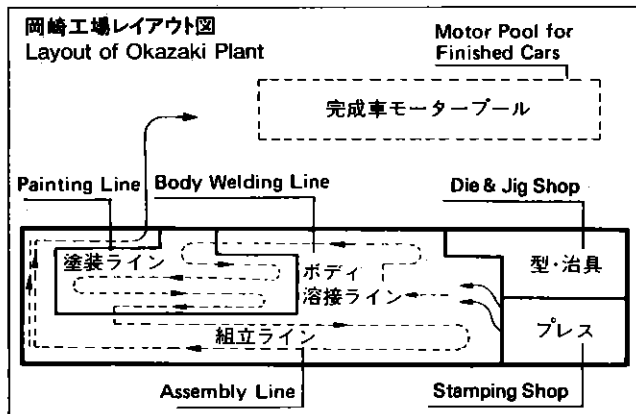 岡崎工場レイアウト図
Layout of Okazaki Plant
Motor Pool for
Finished Cars
完成車モータープール
Painting Line
Body Welding Line
Die & Jig Shop
塗装ライン
ボディ
溶接ライン
型・治具
組立ライン
プレス
Assembly Line
Stamping Shop